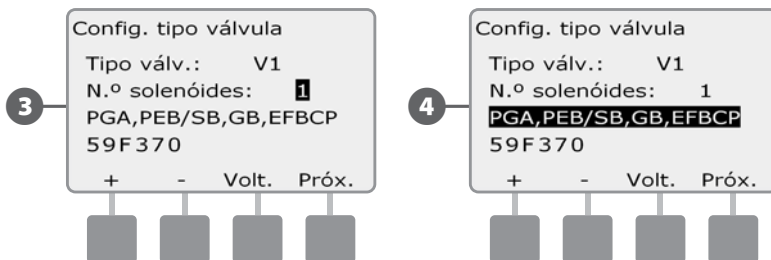 3
Config. tipo válvula
Tipo válv.: V1
N.º solenóides: 1
PGA,PEB/SB,GB,EFBCP
59F370
+ - Volt. Próx.
4
Config. tipo válvula
Tipo válv.: V1
N.º solenóides: 1
PGA,PEB/SB,GB,EFBCP
59F370
+ - Volt. Próx.